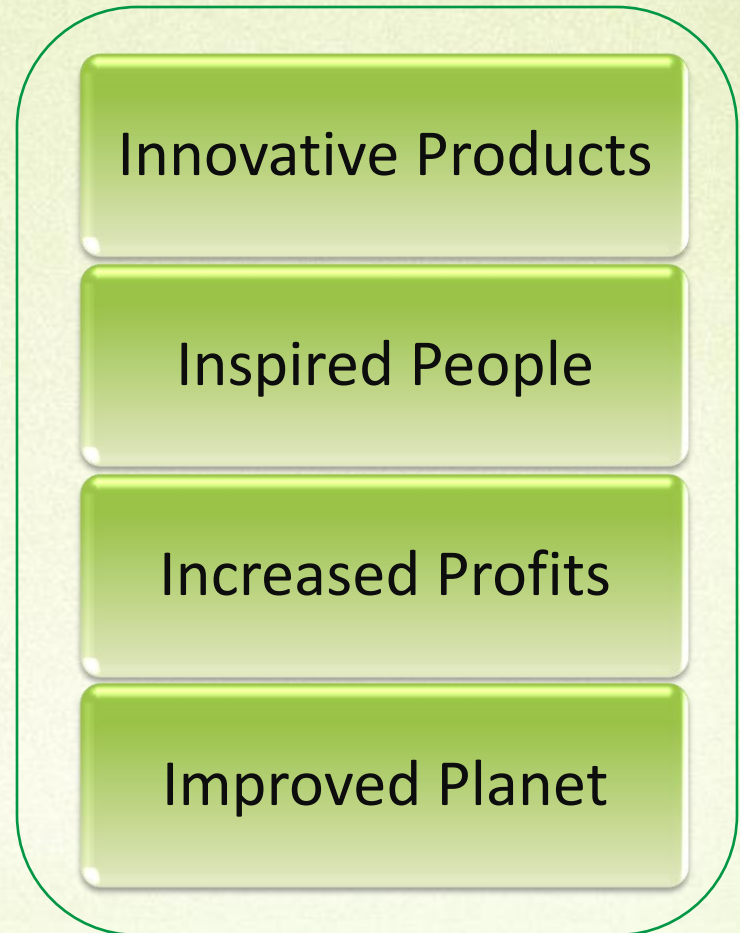 Innovative Products
Inspired People
Increased Profits
Improved Planet